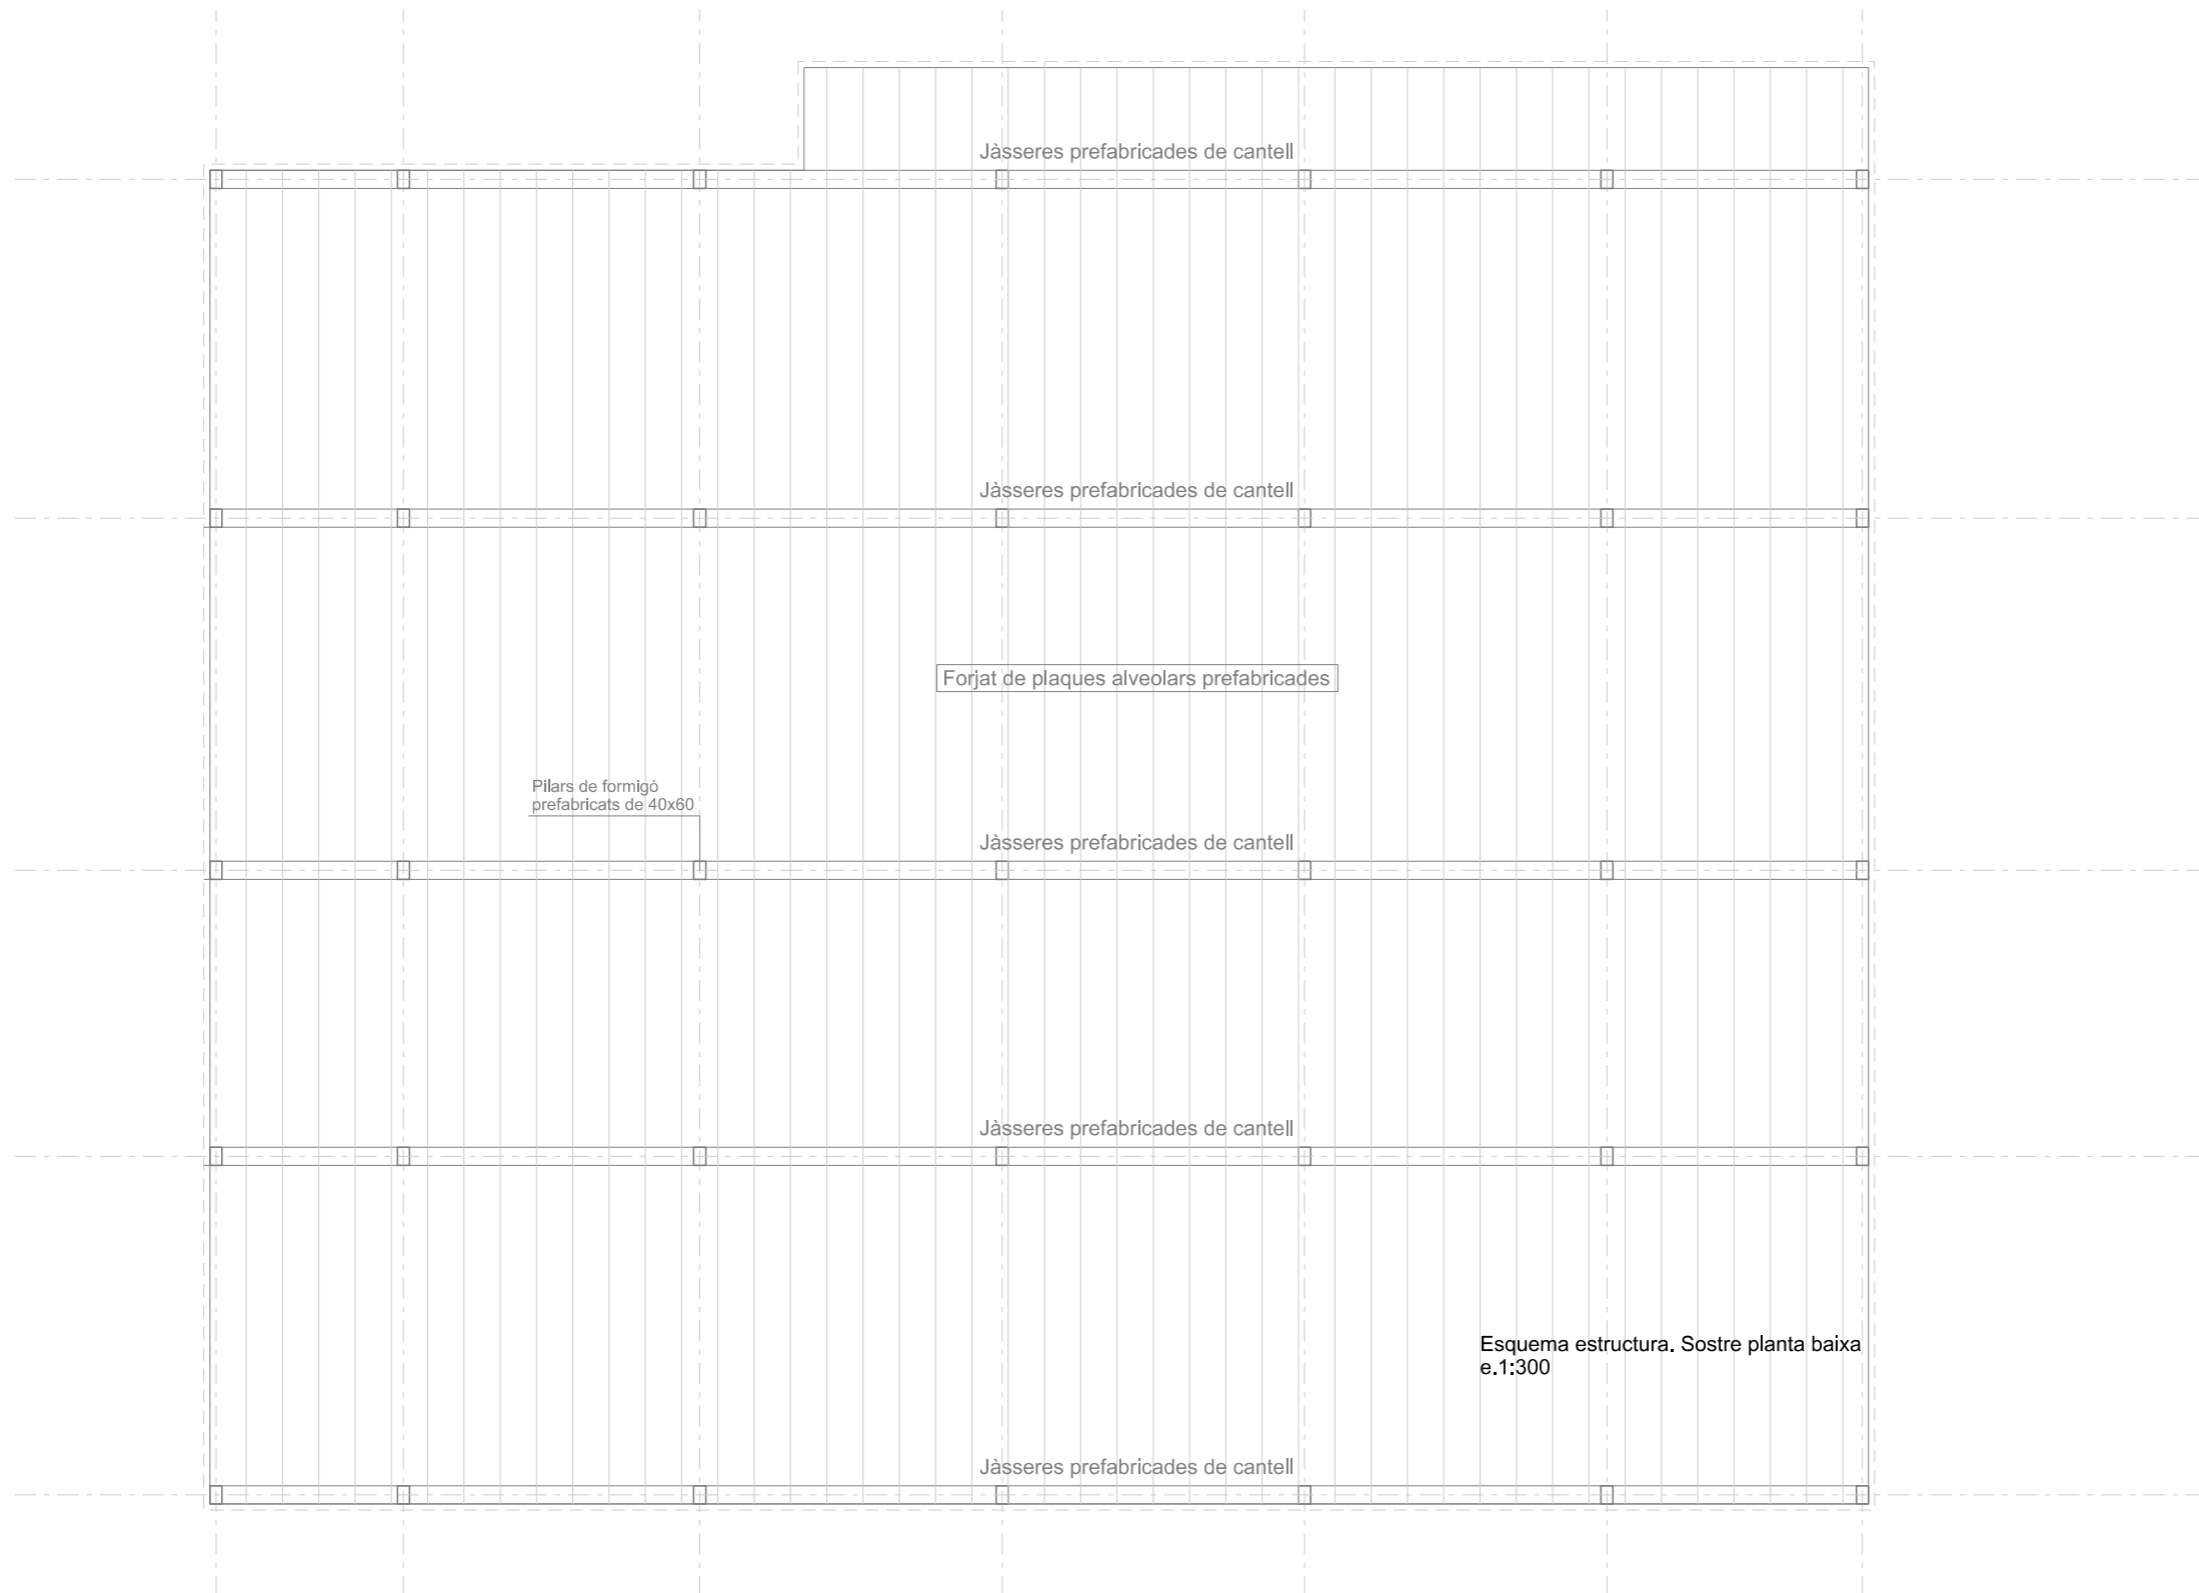 Jàsseres prefabricades de cantell
Jàsseres prefabricades de cantell
Forjat de plaques alveolars prefabricades
Pilars de formigó
prefabricats de 40x60
Jàsseres prefabricades de cantell
Jàsseres prefabricades de cantell
Esquema estructura. Sostre planta baixa
e.1:300
Jàsseres prefabricades de cantell